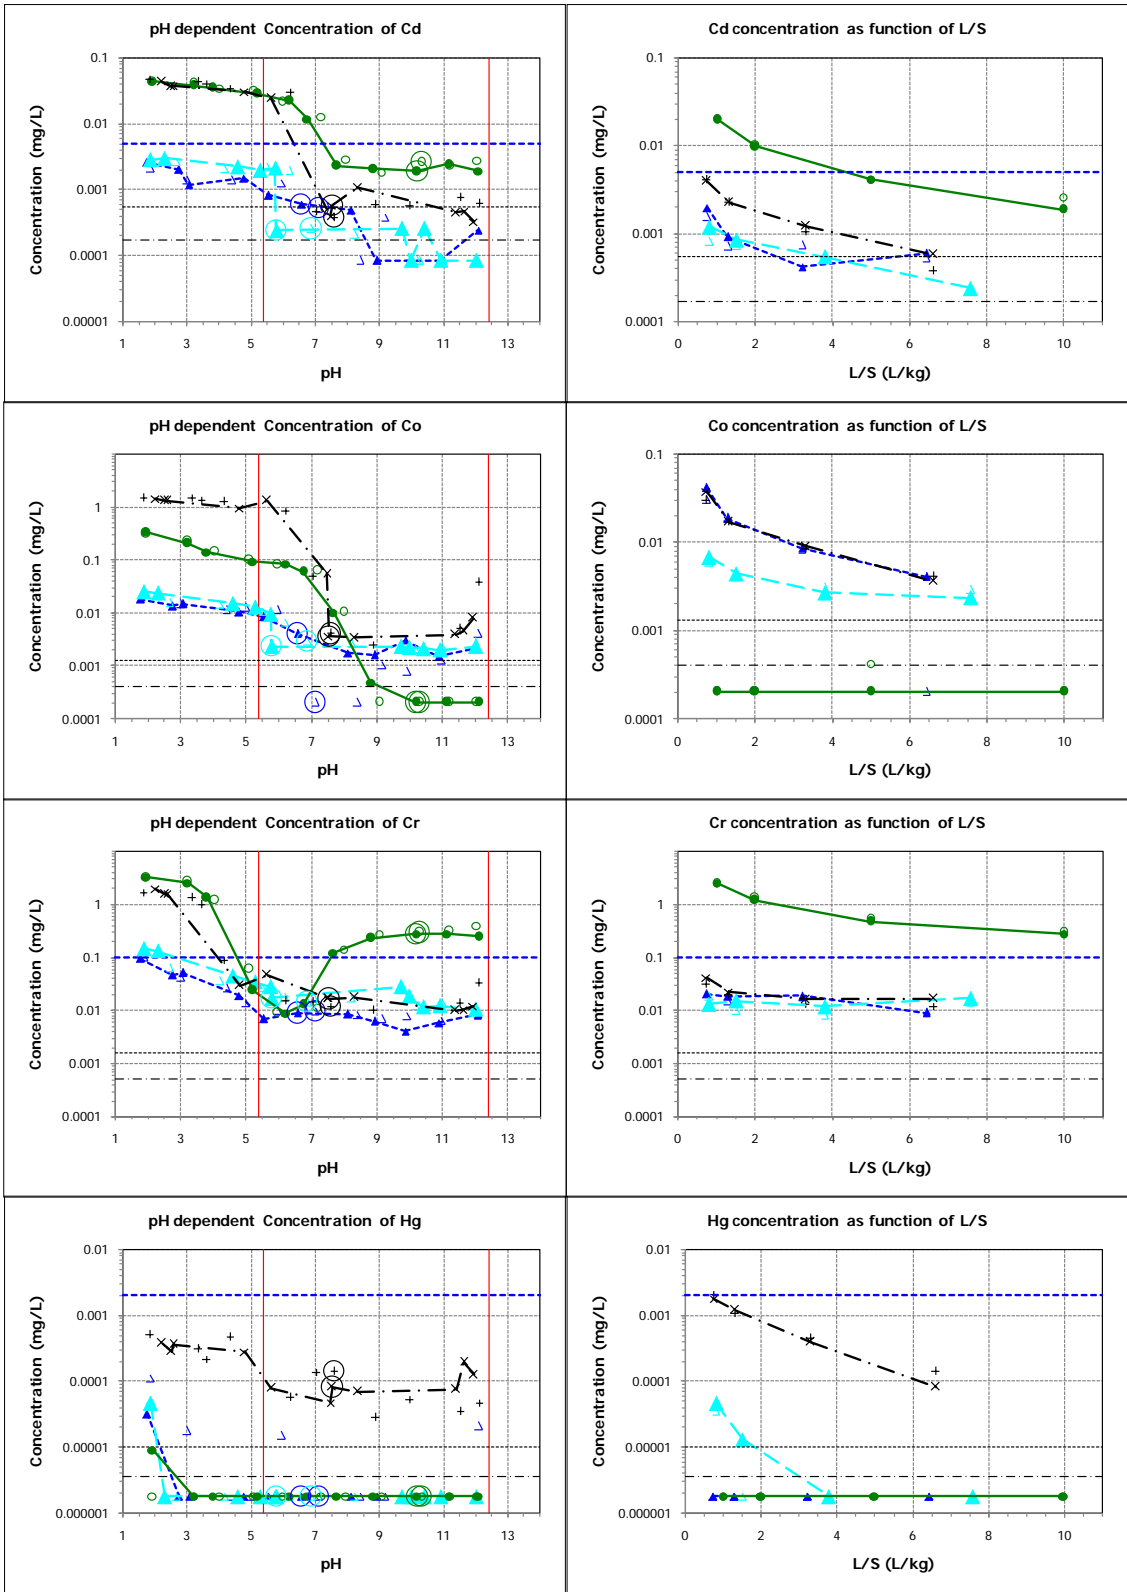 pH dependent Concentration of Cd
Concentration (mg/L)
0.1
0.01
0.001
0.0001
0.00001
1 3 5 7 9 11 13
pH
Cd concentration as function of L/S
Concentration (mg/L)
0.1
0.01
0.001
0.0001
0 2 4 6 8 10
L/S (L/kg)
pH dependent Concentration of Co
Concentration (mg/L)
1
0.1
0.01
0.001
0.0001
1 3 5 7 9 11 13
pH
Co concentration as function of L/S
Concentration (mg/L)
0.1
0.01
0.001
0.0001
0 2 4 6 8 10
L/S (L/kg)
pH dependent Concentration of Cr
Concentration (mg/L)
1
0.1
0.01
0.001
0.0001
1 3 5 7 9 11 13
pH
Cr concentration as function of L/S
Concentration (mg/L)
1
0.1
0.01
0.001
0.0001
0 2 4 6 8 10
L/S (L/kg)
pH dependent Concentration of Hg
Concentration (mg/L)
0.01
0.001
0.0001
0.00001
0.000001
1 3 5 7 9 11 13
pH
Hg concentration as function of L/S
Concentration (mg/L)
0.01
0.001
0.0001
0.00001
0.000001
0 2 4 6 8 10
L/S (L/kg)